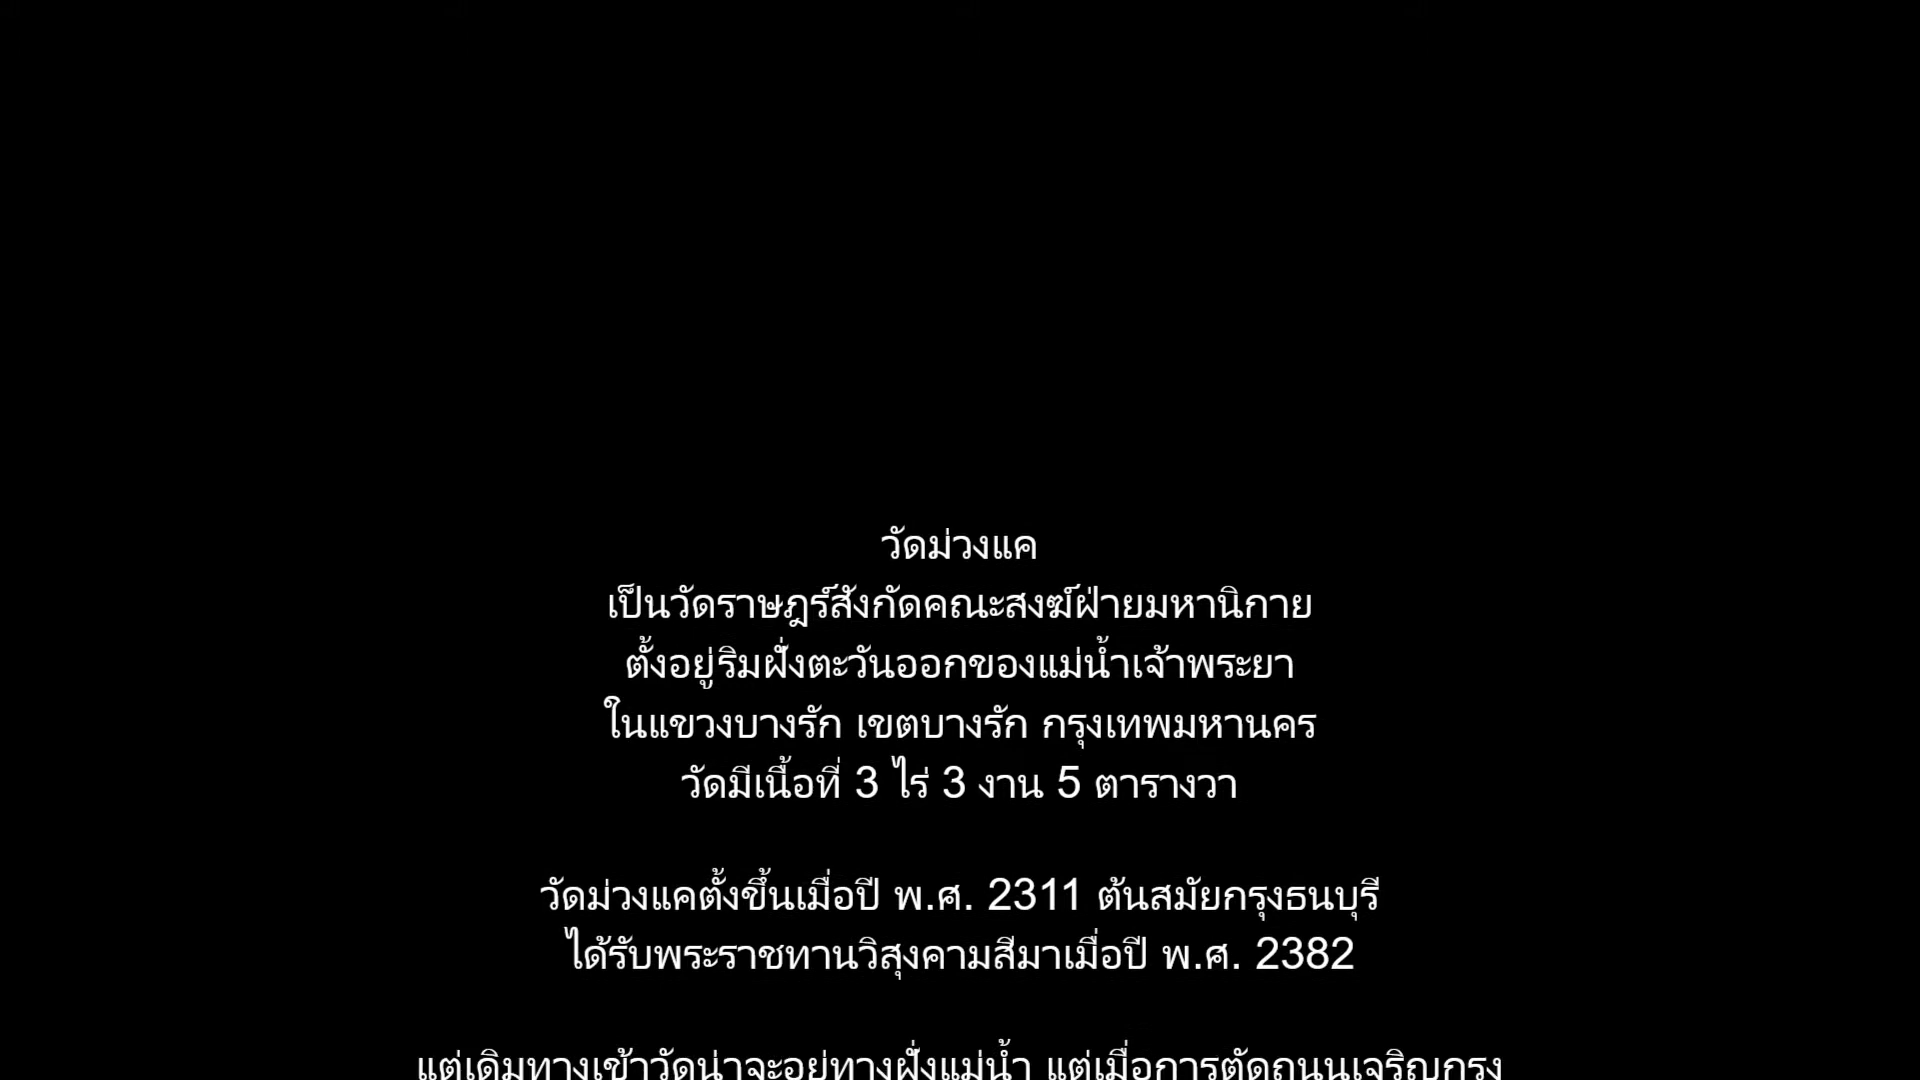 วัดม่วงแค
เป็นวัดราษฎร์สังกัดคณะสงฆ์ฝ่ายมหานิกาย
ตั้งอยู่ริมฝั่งตะวันออกของแม่น้ำเจ้าพระยา
ในแขวงบางรัก เขตบางรัก กรุงเทพมหานคร
วัดมีเนื้อที่ 3 ไร่ 3 งาน 5 ตารางวา
วัดม่วงแคตั้งขึ้นเมื่อปี พ.ศ. 2311 ต้นสมัยกรุงธนบุรี
ได้รับพระราชทานวิสุงคามสีมาเมื่อปี พ.ศ. 2382
แต่เดิมทางเข้าวัดน่าจะอยู่ทางฝั่งแม่น้ำ แต่เมื่อการตัดถนนเจริญกรุง